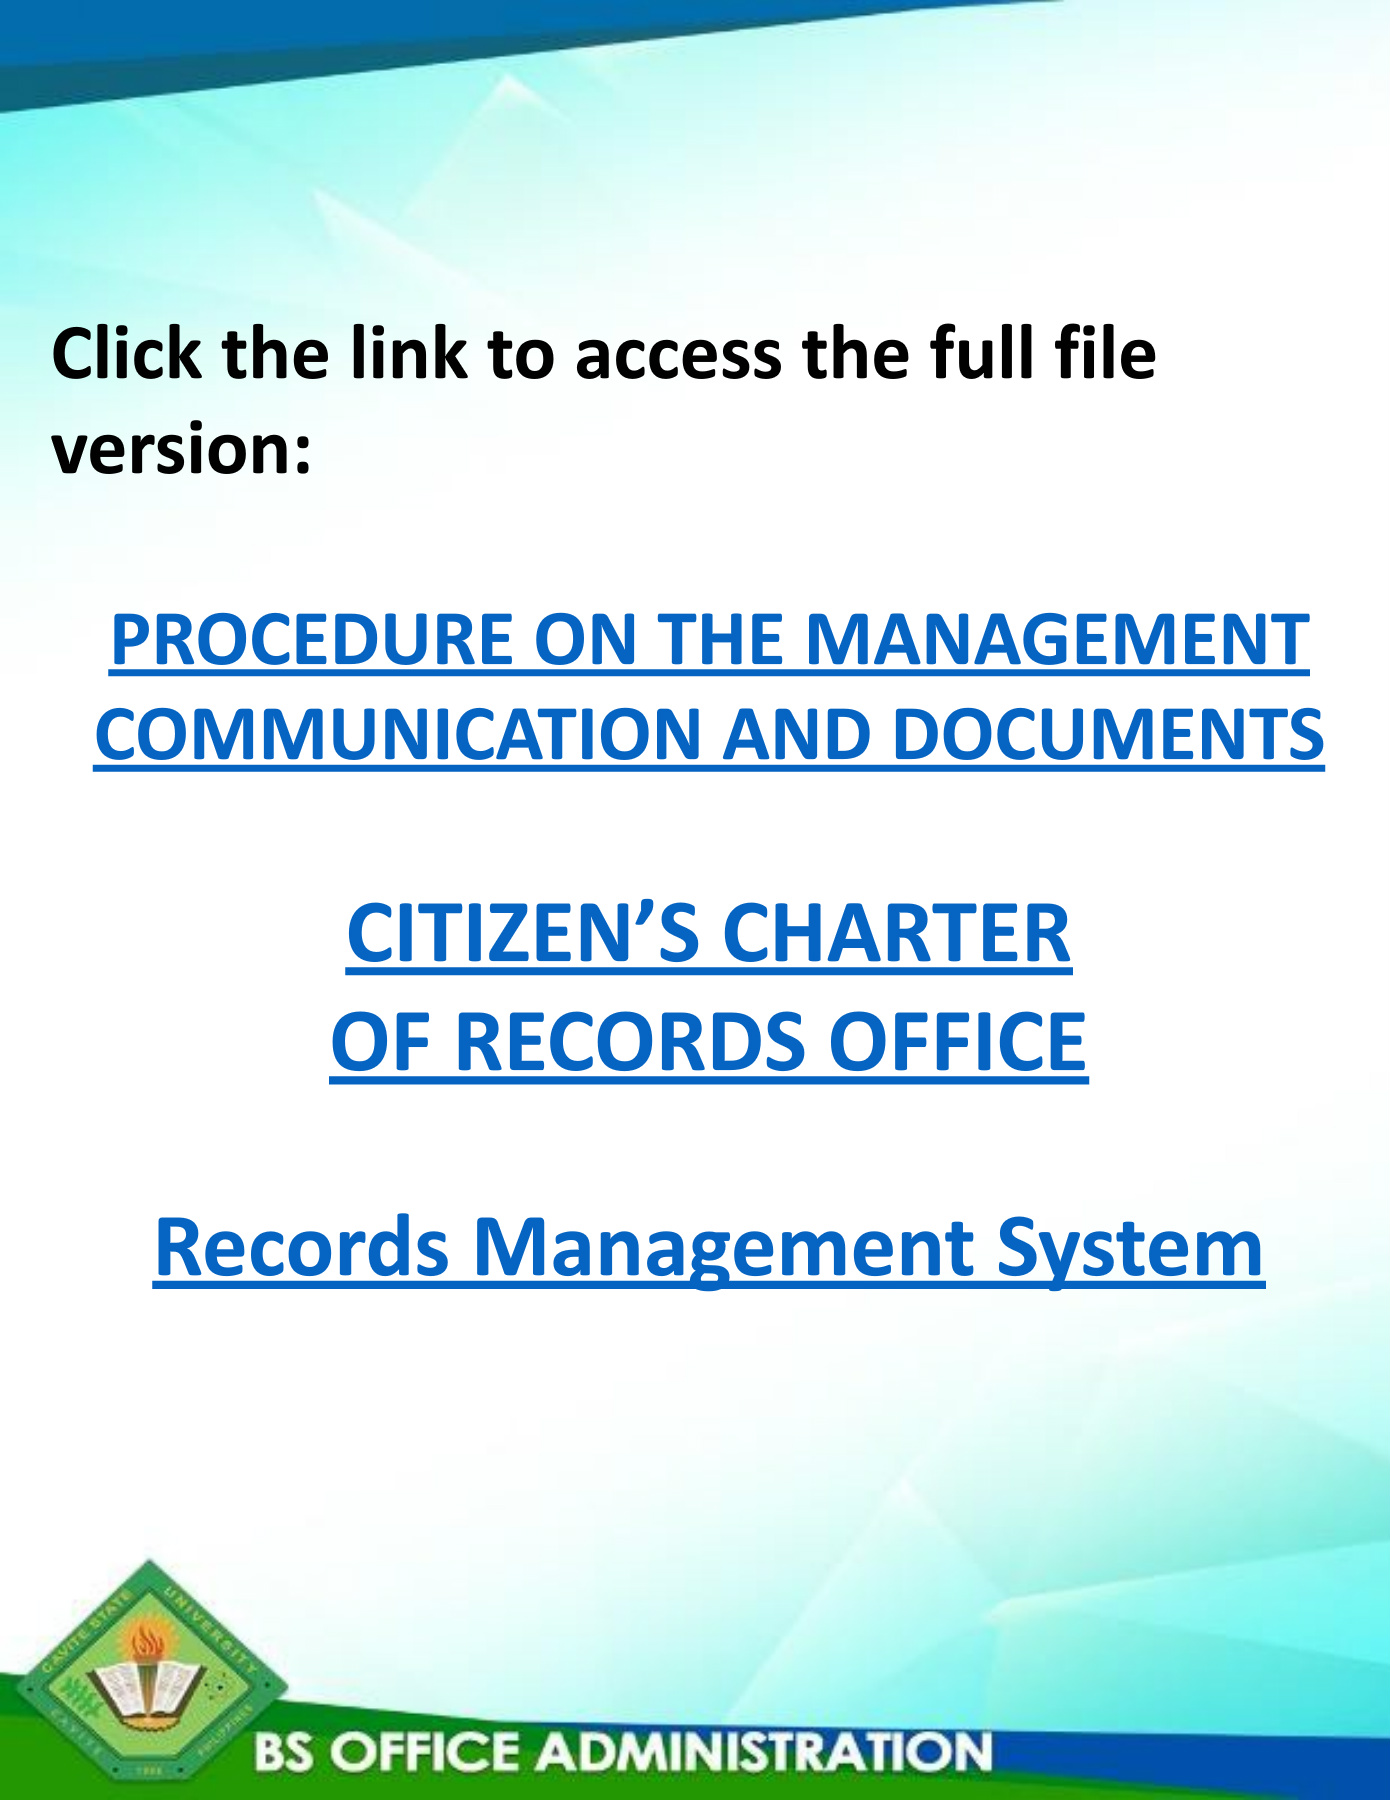 Click the link to access the full file
version:
PROCEDURE ON THE MANAGEMENT
COMMUNICATION AND DOCUMENTS
CITIZEN’S CHARTER
OF RECORDS OFFICE
Records Management System
CAVITE STATE UNIVERSITY
CAVITE PHILIPPINES
1906
BS OFFICE ADMINISTRATION